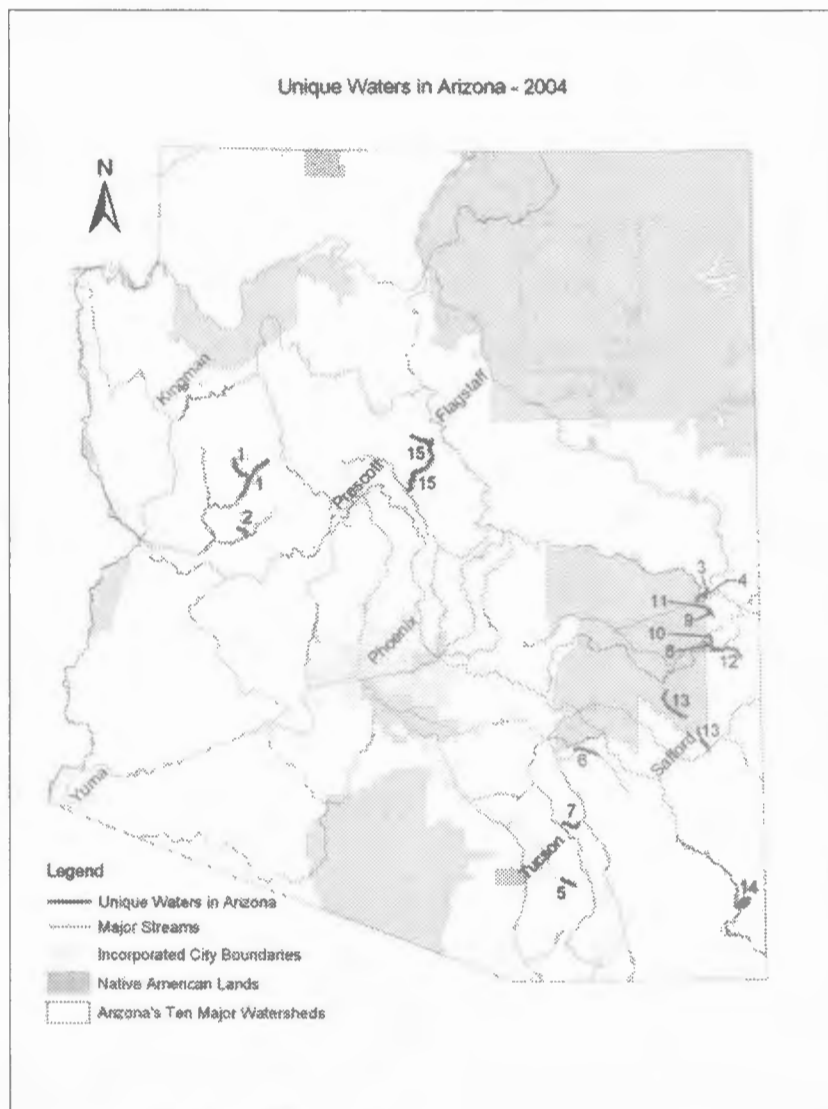 Unique Waters in Arizona - 2004
N
Kingman
Flagstaff
1
1
15
15
Prescott
2
3
4
11
9
10
8
12
Phoenix
13
13
Safford
6
Yuma
7
Tucson
5
14
Legend
Unique Waters in Arizona
Major Streams
Incorporated City Boundaries
Native American Lands
Arizona's Ten Major Watersheds